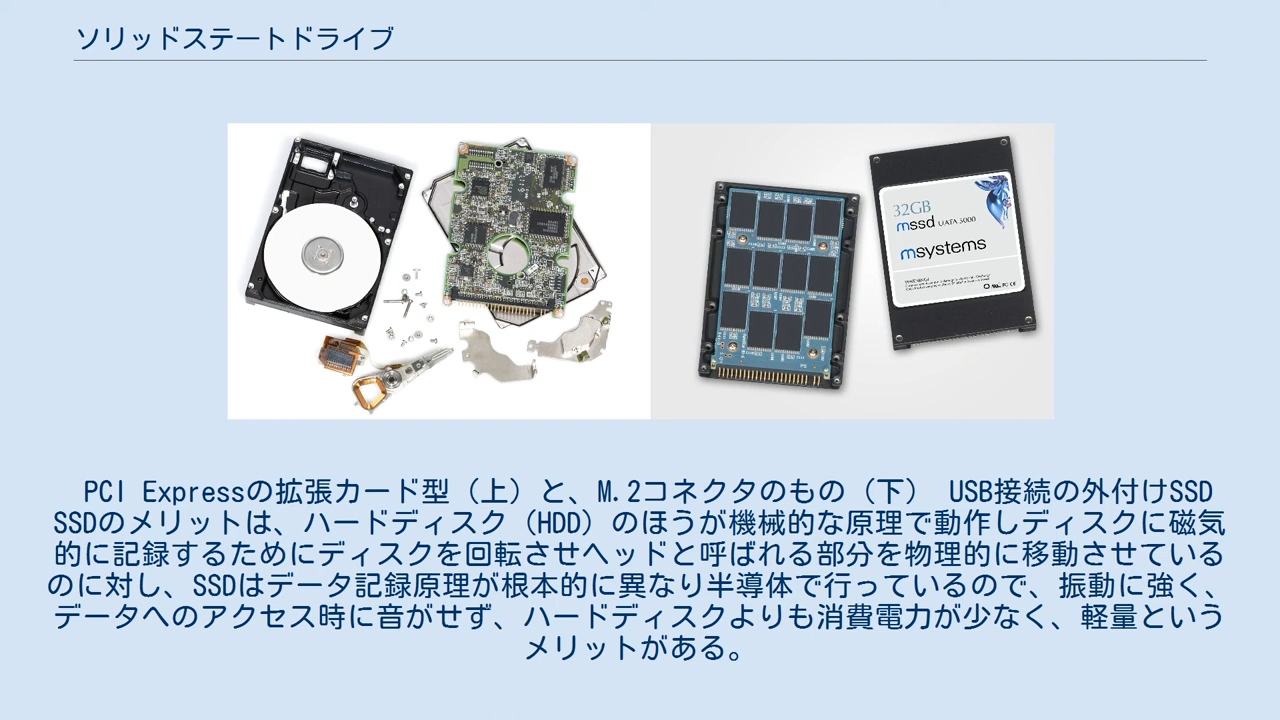 ソリッドステートドライブ
32GB
mssd UATA 5000
msystems
PCI Expressの拡張カード型（上）と、M.2コネクタのもの（下） USB接続の外付けSSD
SSDのメリットは、ハードディスク（HDD）のほうが機械的な原理で動作しディスクに磁気
的に記録するためにディスクを回転させヘッドと呼ばれる部分を物理的に移動させている
のに対し、SSDはデータ記録原理が根本的に異なり半導体で行っているので、振動に強く、
データへのアクセス時に音がせず、ハードディスクよりも消費電力が少なく、軽量という
メリットがある。